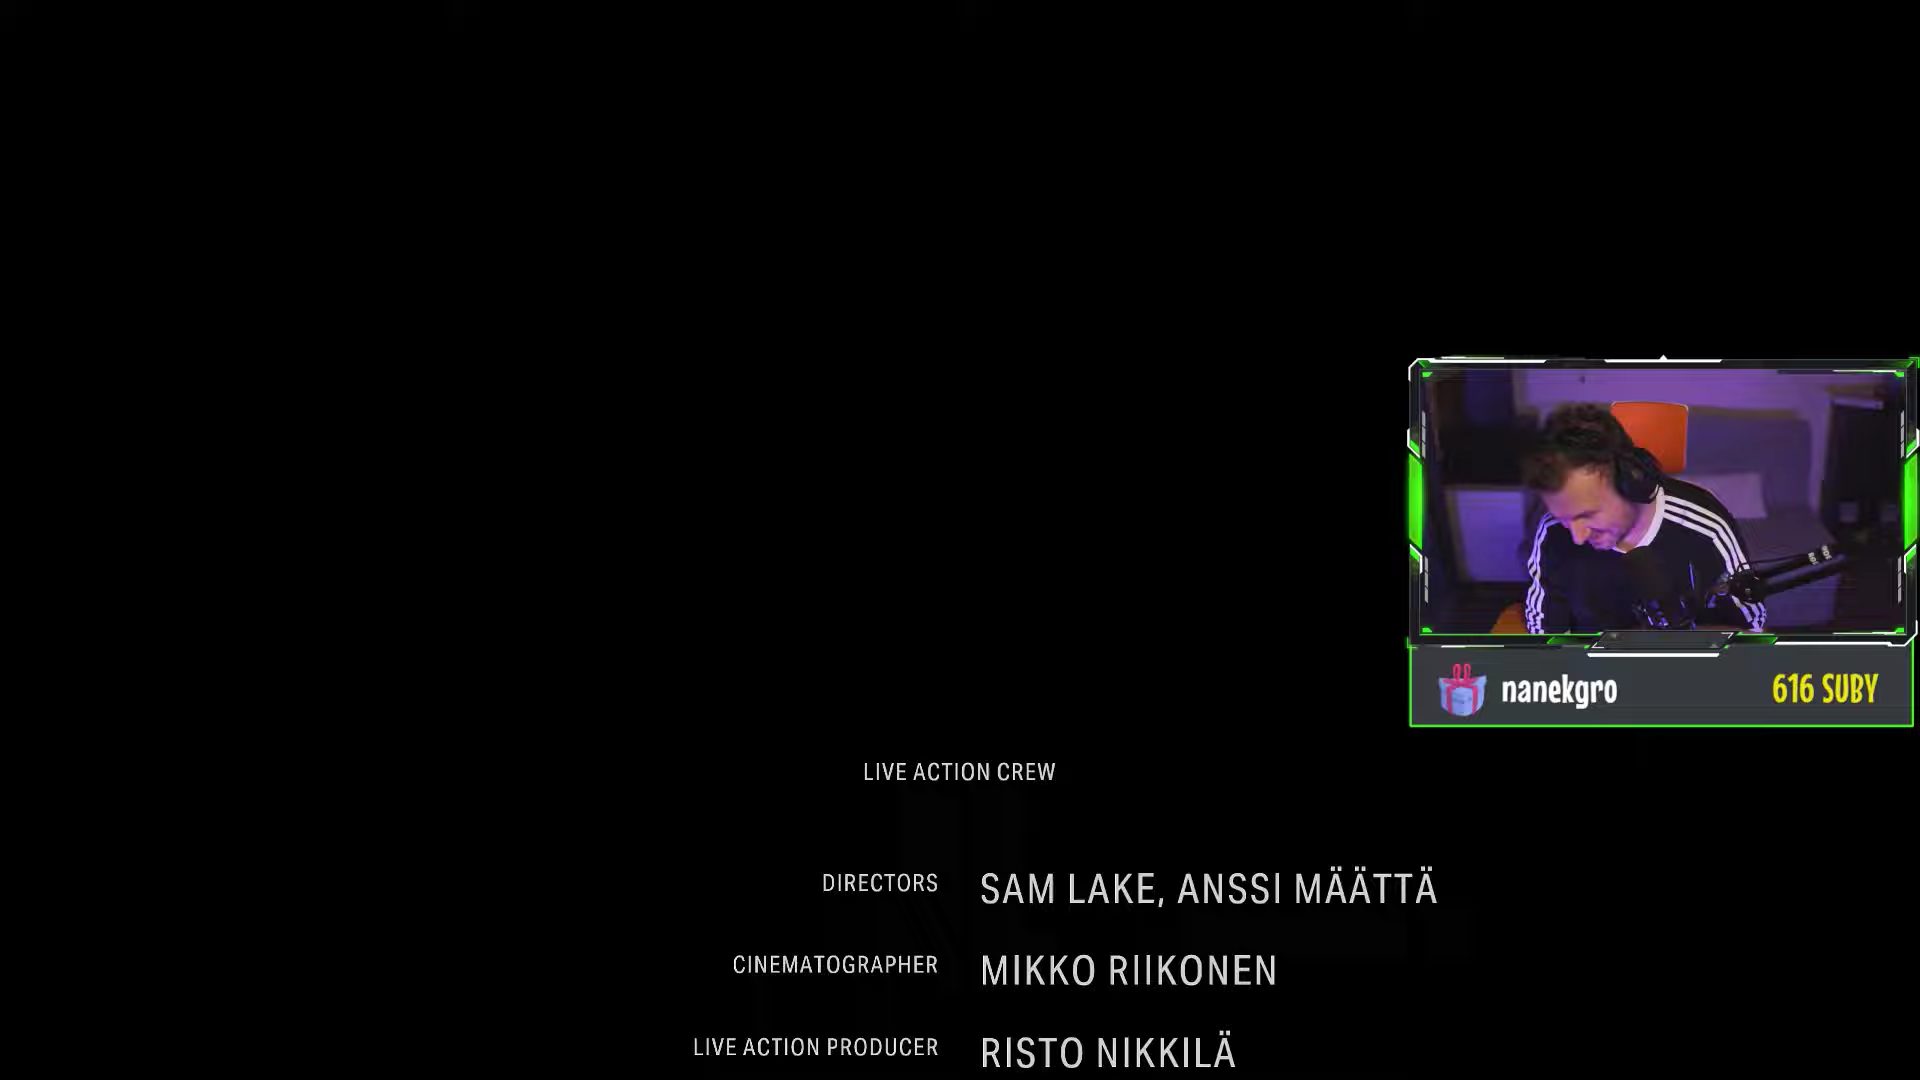 nanekgro 616 SUBY
LIVE ACTION CREW
DIRECTORS SAM LAKE, ANSSI MÄÄTTÄ
CINEMATOGRAPHER MIKKO RIIKONEN
LIVE ACTION PRODUCER RISTO NIKKILÄ